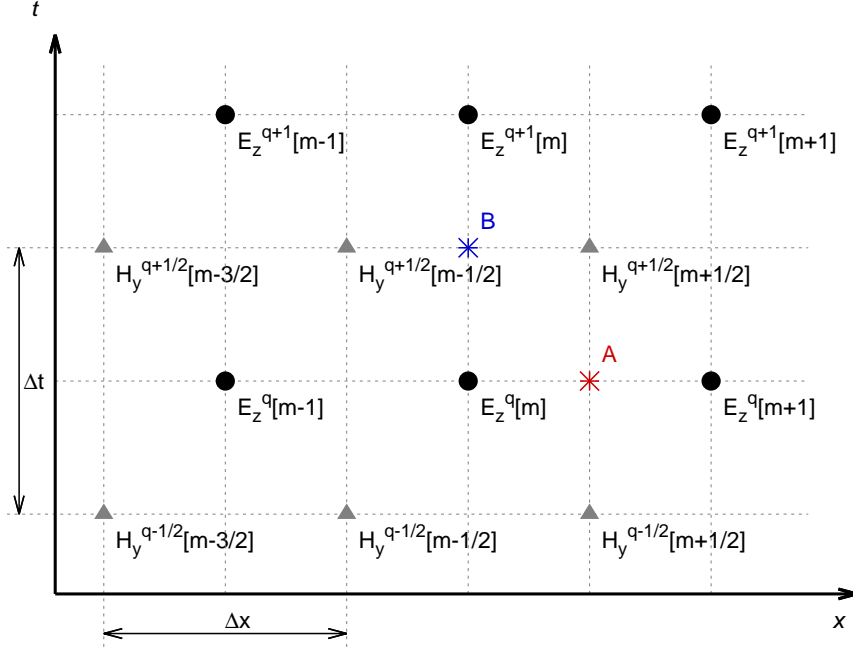 t
E_z^q+1[m-1] E_z^q+1[m] E_z^q+1[m+1]
B
H_y^q+1/2[m-3/2] H_y^q+1/2[m-1/2] H_y^q+1/2[m+1/2]
A
Δt
E_z^q[m-1] E_z^q[m] E_z^q[m+1]
H_y^q-1/2[m-3/2] H_y^q-1/2[m-1/2] H_y^q-1/2[m+1/2]
Δx
x